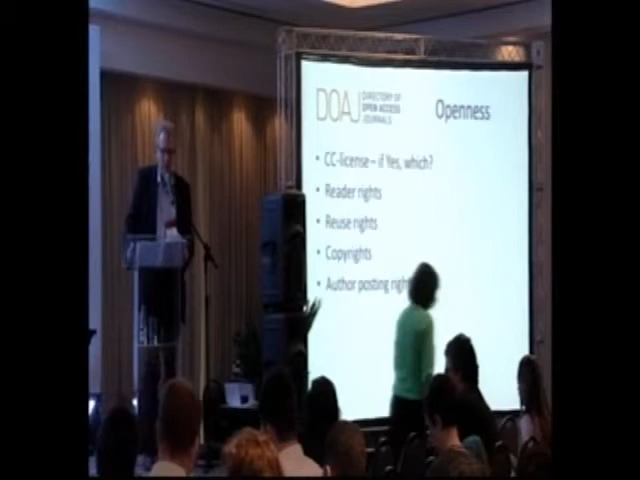 DOAJ
DIRECTORY OF
OPEN ACCESS
JOURNALS
Openness
• CC-license – if Yes, which?
• Reader rights
• Reuse rights
• Copyrights
• Author posting